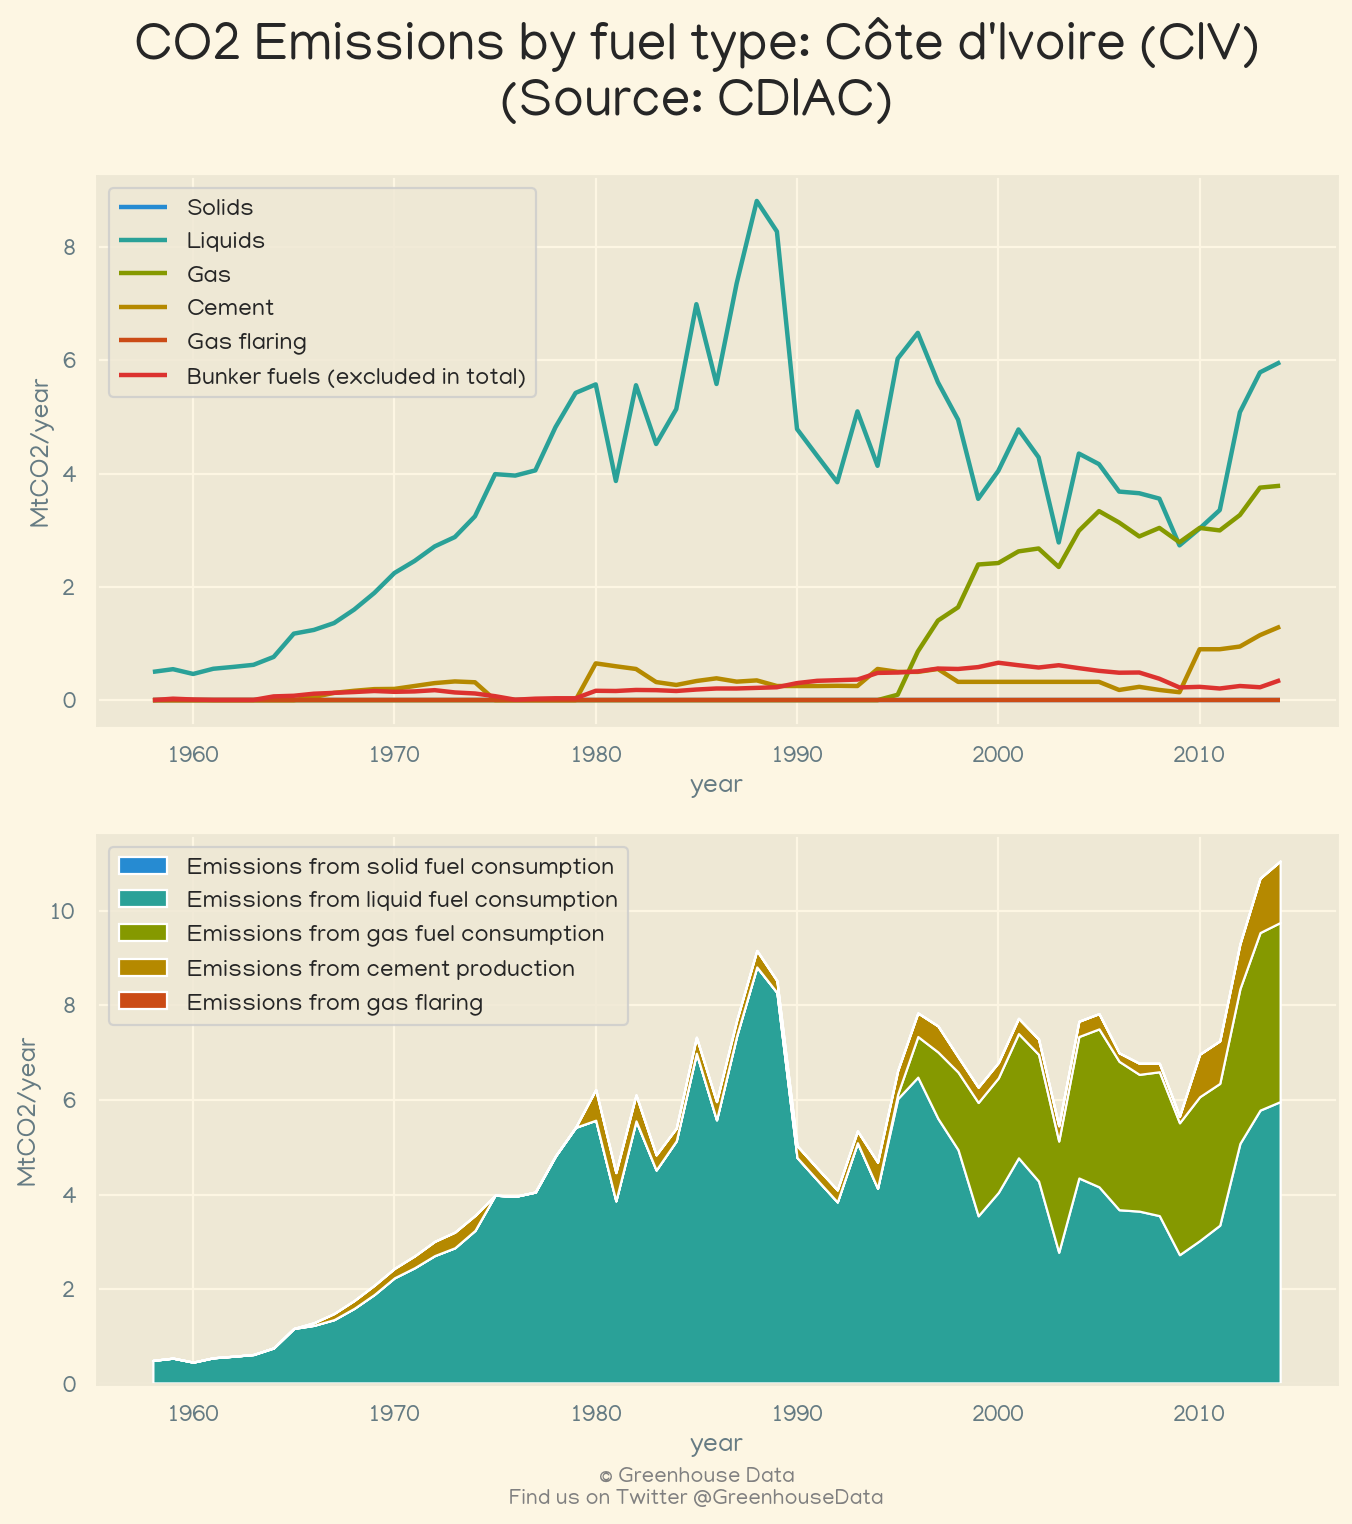 CO2 Emissions by fuel type: Côte d'Ivoire (CIV)
(Source: CDIAC)
Solids
Liquids
Gas
Cement
Gas flaring
Bunker fuels (excluded in total)
MtCO2/year
8
6
4
2
0
1960 1970 1980 1990 2000 2010
year
Emissions from solid fuel consumption
Emissions from liquid fuel consumption
Emissions from gas fuel consumption
Emissions from cement production
Emissions from gas flaring
MtCO2/year
10
8
6
4
2
0
1960 1970 1980 1990 2000 2010
year
© Greenhouse Data
Find us on Twitter @GreenhouseData